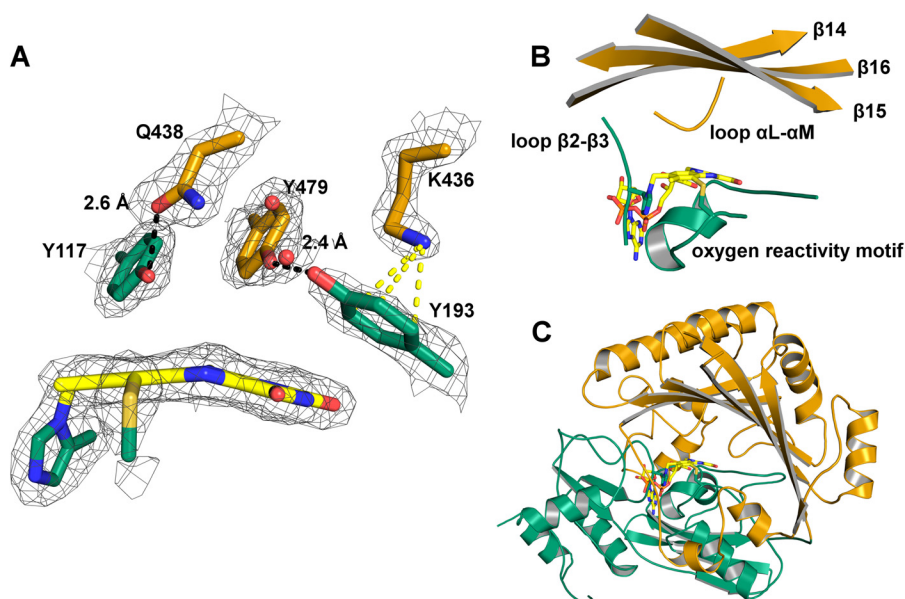 A
Q438
2.6 Å
Y479
K436
Y117
2.4 Å
Y193
B
β14
β16
β15
loop β2-β3
loop αL-αM
oxygen reactivity motif
C